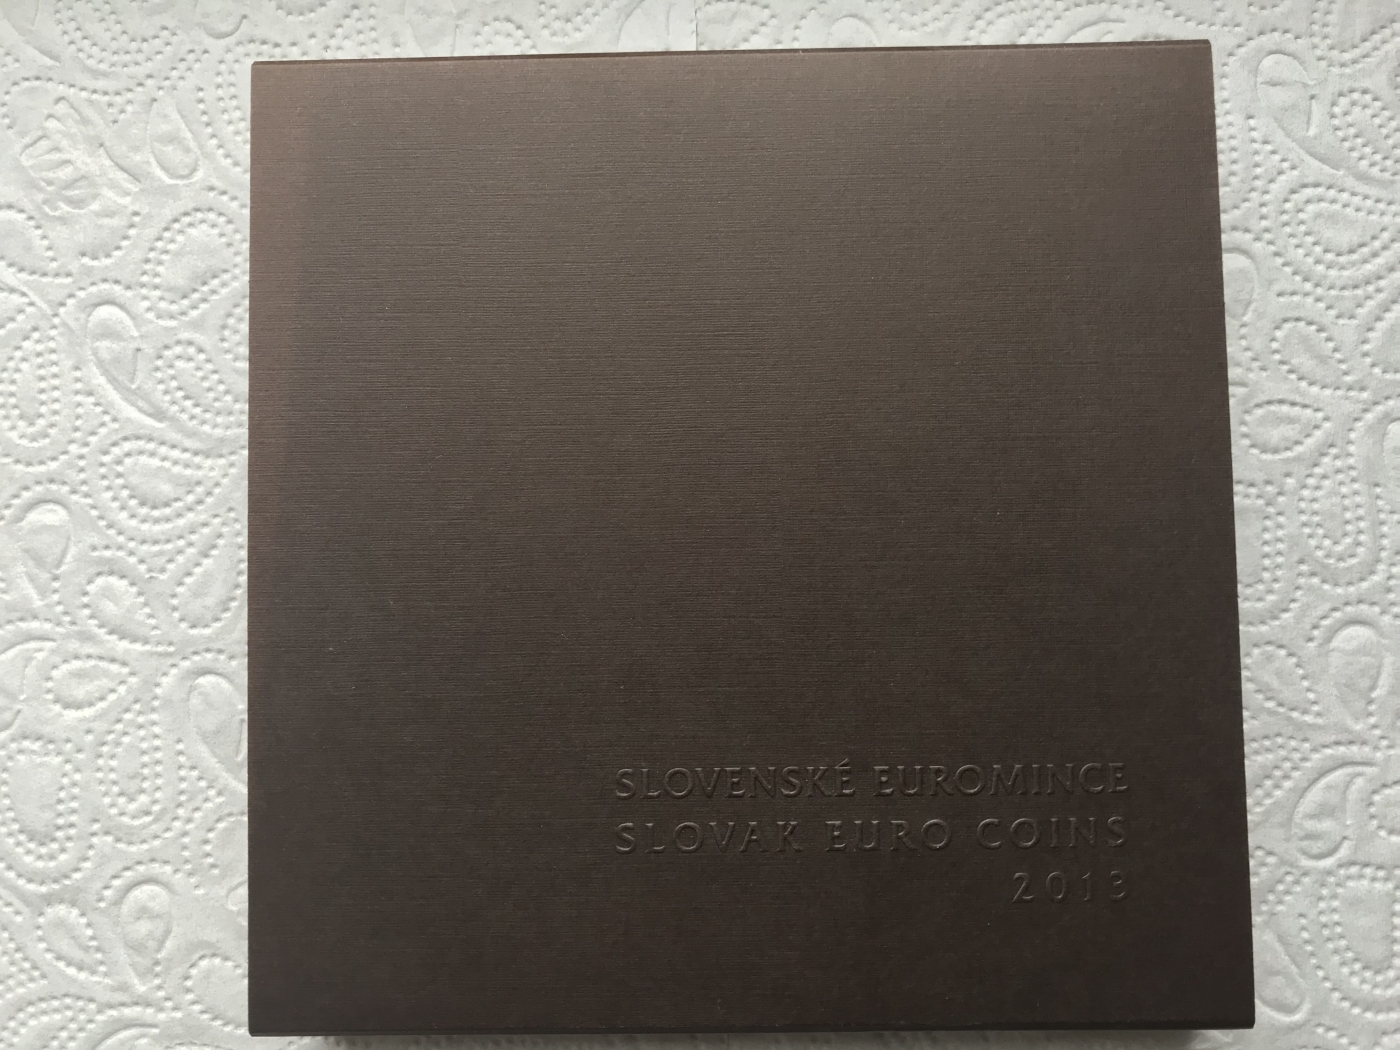 SLOVENSKÉ EUROMINCE
SLOVAK EURO COINS
2013